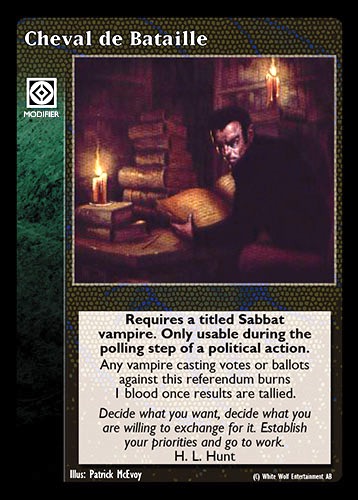 Cheval de Bataille
MODIFIER
Requires a titled Sabbat
vampire. Only usable during the
polling step of a political action.
Any vampire casting votes or ballots
against this referendum burns
1 blood once results are tallied.
Decide what you want, decide what you
are willing to exchange for it. Establish
your priorities and go to work.
H. L. Hunt
Illus: Patrick McEvoy
(C) White Wolf Entertainment AB